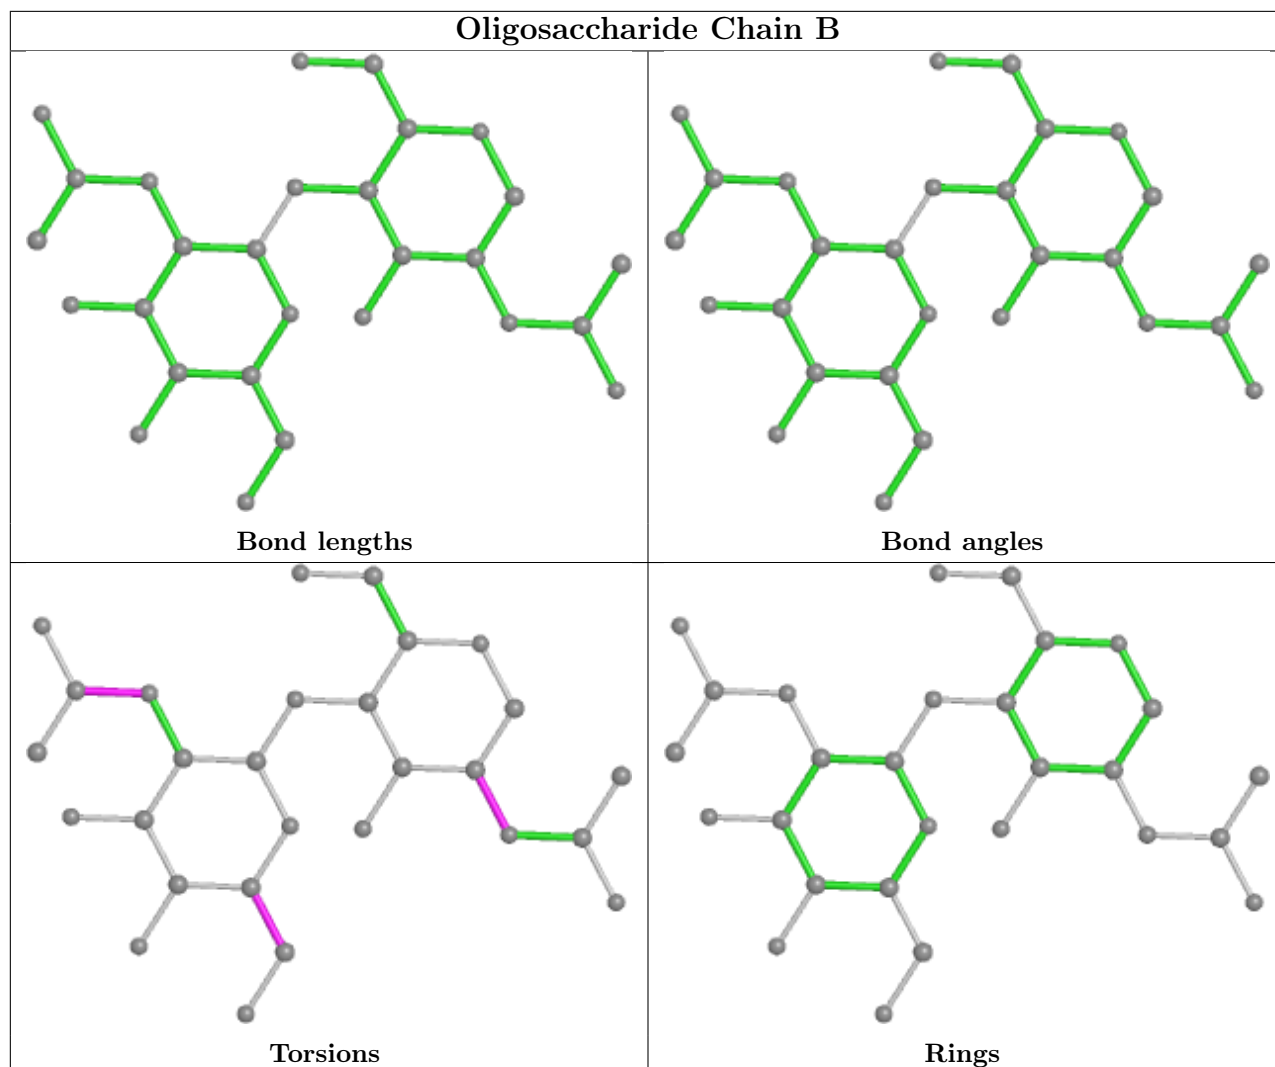 Oligosaccharide Chain B
Bond lengths
Bond angles
Torsions
Rings